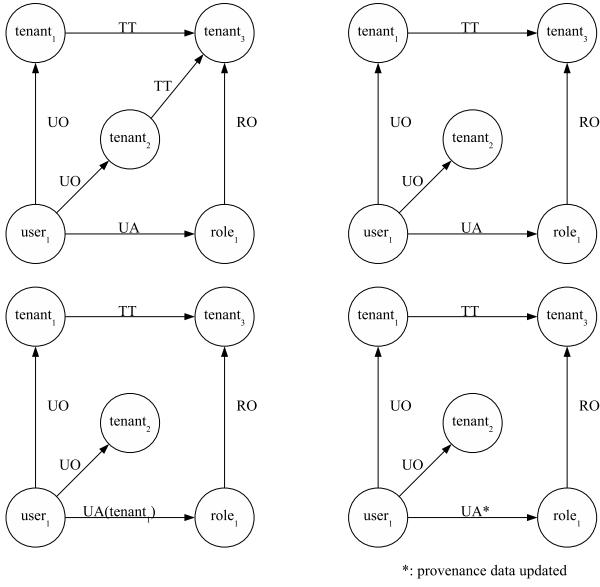 tenant1 TT tenant3
TT
UO RO
tenant2
UO
user1 UA role1
tenant1 TT tenant3
UO RO
tenant2
UO
user1 UA role1
tenant1 TT tenant3
UO RO
tenant2
UO
user1 UA(tenant1) role1
tenant1 TT tenant3
UO RO
tenant2
UO
user1 UA* role1
*: provenance data updated